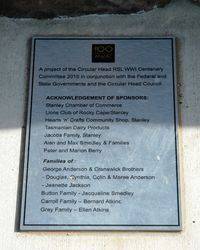 100
A project of the Circular Head RSL WWI Centenary
Committee 2015 in conjunction with the Federal and
State Governments and the Circular Head Council
ACKNOWLEDGEMENT OF SPONSORS:
Stanley Chamber of Commerce
Lions Club of Rocky Cape/Stanley
Hearts 'n' Crafts Community Shop, Stanley
Tasmanian Dairy Products
Jacobs Family, Stanley
Alan and Max Smedley & Families
Peter and Marion Berry
Families of:
George Anderson & Cranswick Brothers
- Douglas, Cynthia, Colin & Maree Anderson
- Jeanette Jackson
Button Family - Jacqueline Smedley
Carroll Family – Bernard Atkins
Grey Family – Ellen Atkins